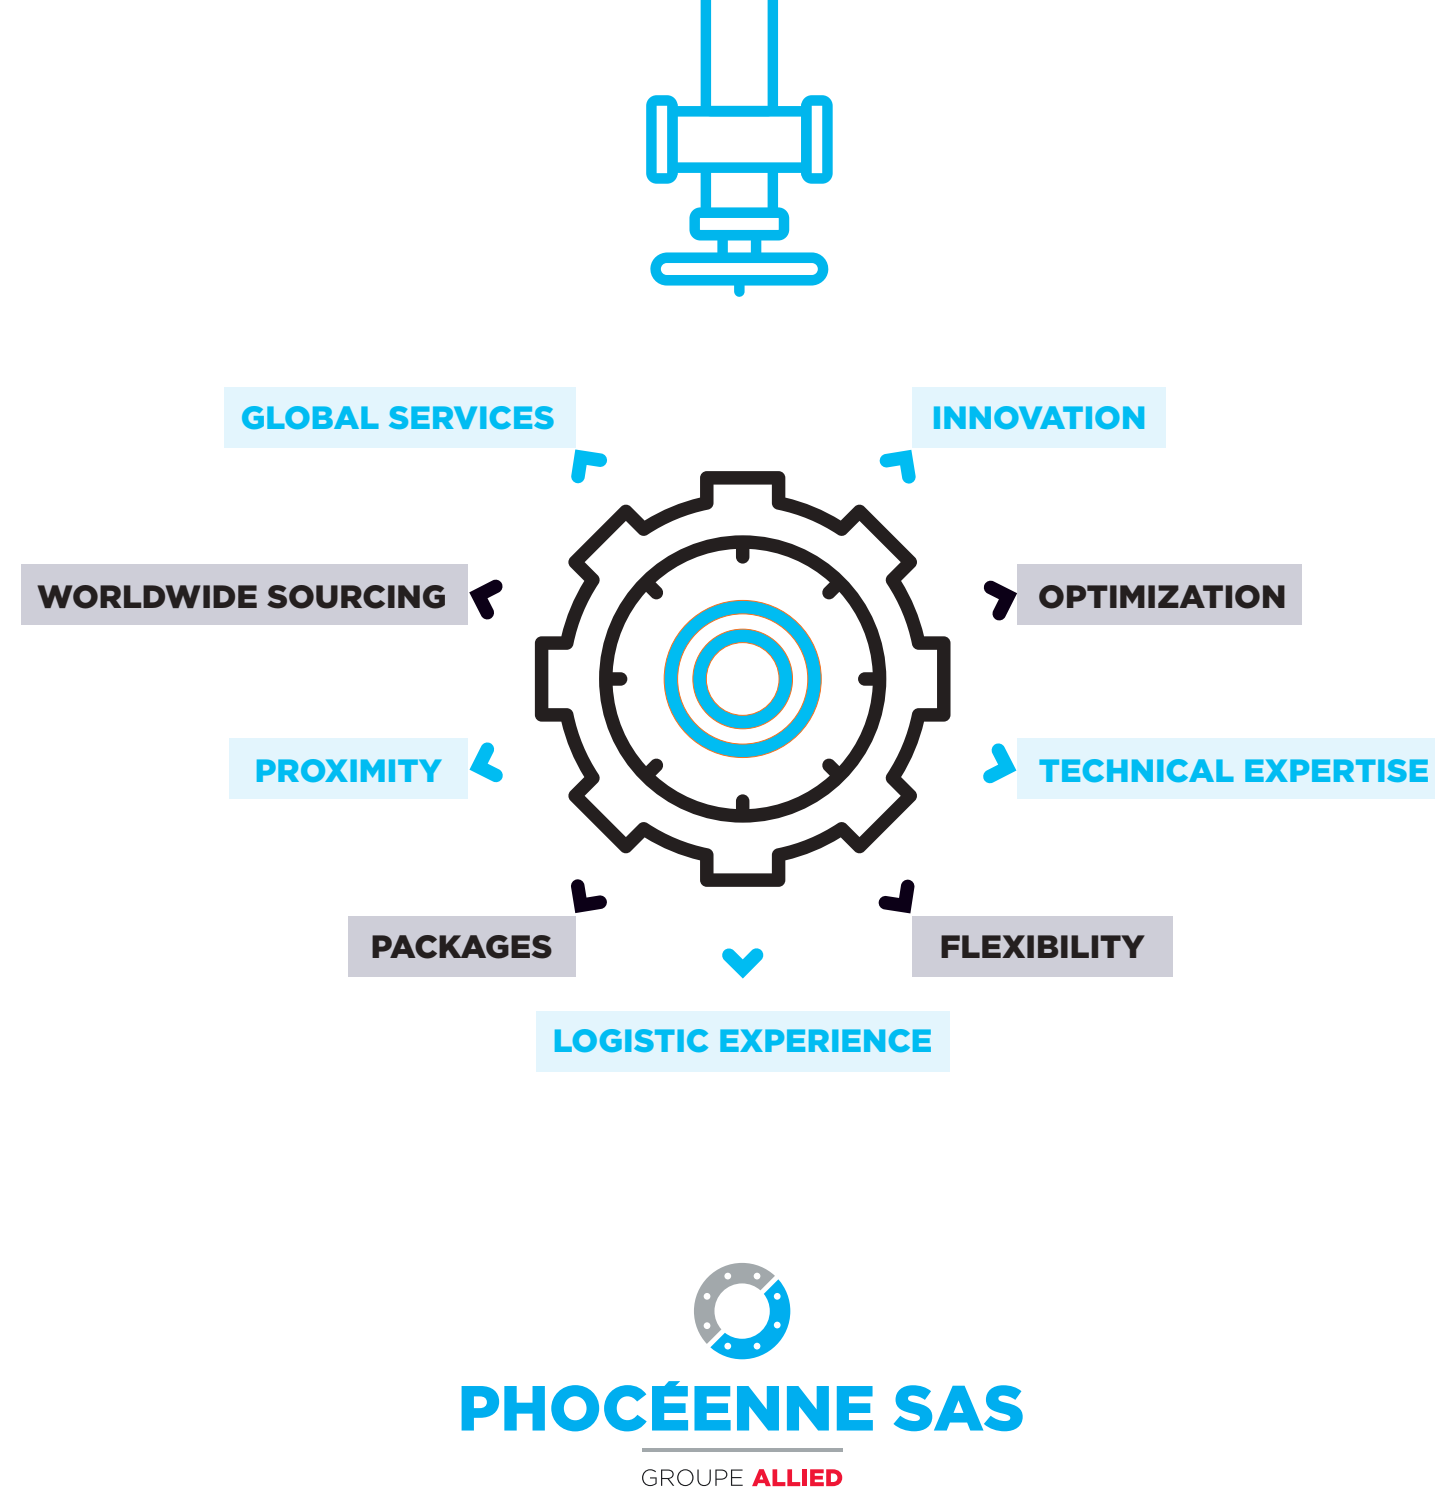 GLOBAL SERVICES
INNOVATION
WORLDWIDE SOURCING
OPTIMIZATION
PROXIMITY
TECHNICAL EXPERTISE
PACKAGES
FLEXIBILITY
LOGISTIC EXPERIENCE
PHOCÉENNE SAS
GROUPE ALLIED